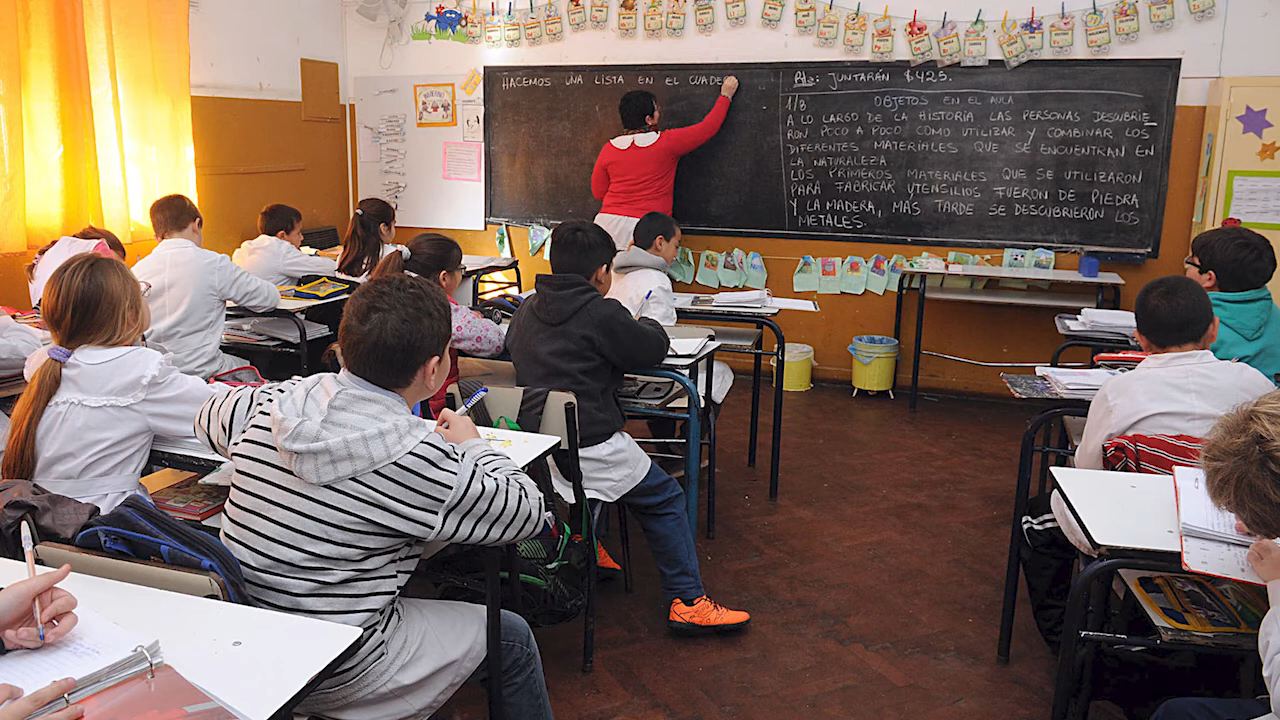 HACEMOS UNA LISTA EN EL CUADE
Rta: JUNTARÁN $425.
1/8 OBJETOS EN EL AULA
A LO LARGO DE LA HISTORIA LAS PERSONAS DESCUBRIE
RON POCO A POCO COMO UTILIZAR Y COMBINAR LOS
DIFERENTES MATERIALES QUE SE ENCUENTRAN EN
LA NATURALEZA.
LOS PRIMEROS MATERIALES QUE SE UTILIZARON
PARA FABRICAR UTENSILIOS FUERON DE PIEDRA
Y LA MADERA, MÁS TARDE SE DESCUBRIERON LOS
METALES.